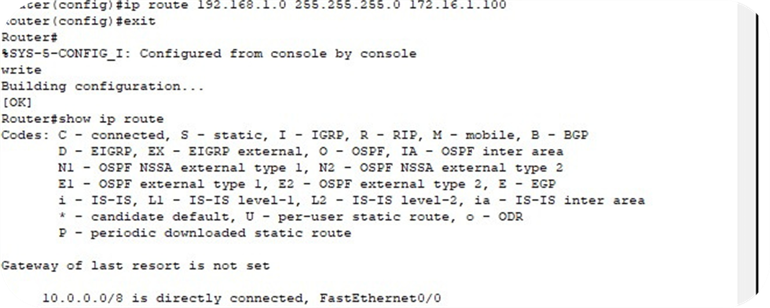 ter(config)#ip route 192.168.1.0 255.255.255.0 172.16.1.100
outer(config)#exit
Router#
%SYS-5-CONFIG_I: Configured from console by console
write
Building configuration...
[OK]
Router#show ip route
Codes: C - connected, S - static, I - IGRP, R - RIP, M - mobile, B - BGP
D - EIGRP, EX - EIGRP external, O - OSPF, IA - OSPF inter area
N1 - OSPF NSSA external type 1, N2 - OSPF NSSA external type 2
E1 - OSPF external type 1, E2 - OSPF external type 2, E - EGP
i - IS-IS, L1 - IS-IS level-1, L2 - IS-IS level-2, ia - IS-IS inter area
* - candidate default, U - per-user static route, o - ODR
P - periodic downloaded static route
Gateway of last resort is not set
10.0.0.0/8 is directly connected, FastEthernet0/0